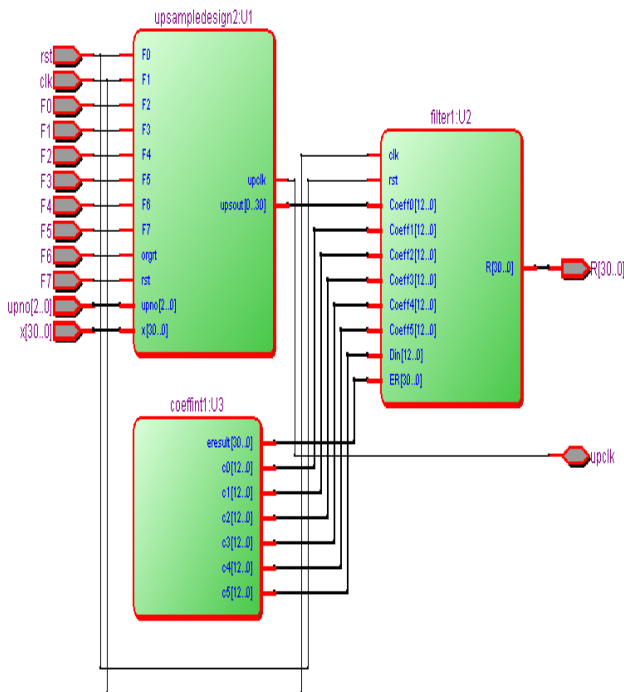 upsampledesign2:U1
rst
clk
F0
F1
F2
F3
F4
F5
F6
F7
upno[2..0]
x[30..0]
F0
F1
F2
F3
F4
F5
F6
F7
orgrt
rst
upno[2..0]
x[30..0]
upclk
upsout[0..30]
filter1:U2
clk
rst
Coeff0[12..0]
Coeff1[12..0]
Coeff2[12..0]
Coeff3[12..0]
Coeff4[12..0]
Coeff5[12..0]
Din[12..0]
ER[30..0]
R[30..0]
R[30..0]
coeffint1:U3
eresult[30..0]
c0[12..0]
c1[12..0]
c2[12..0]
c3[12..0]
c4[12..0]
c5[12..0]
upclk